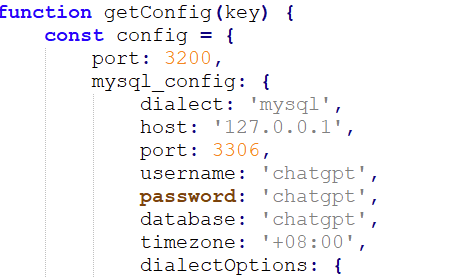 function getConfig(key) {
const config = {
port: 3200,
mysql_config: {
dialect: 'mysql',
host: '127.0.0.1',
port: 3306,
username: 'chatgpt',
password: 'chatgpt',
database: 'chatgpt',
timezone: '+08:00',
dialectOptions: {